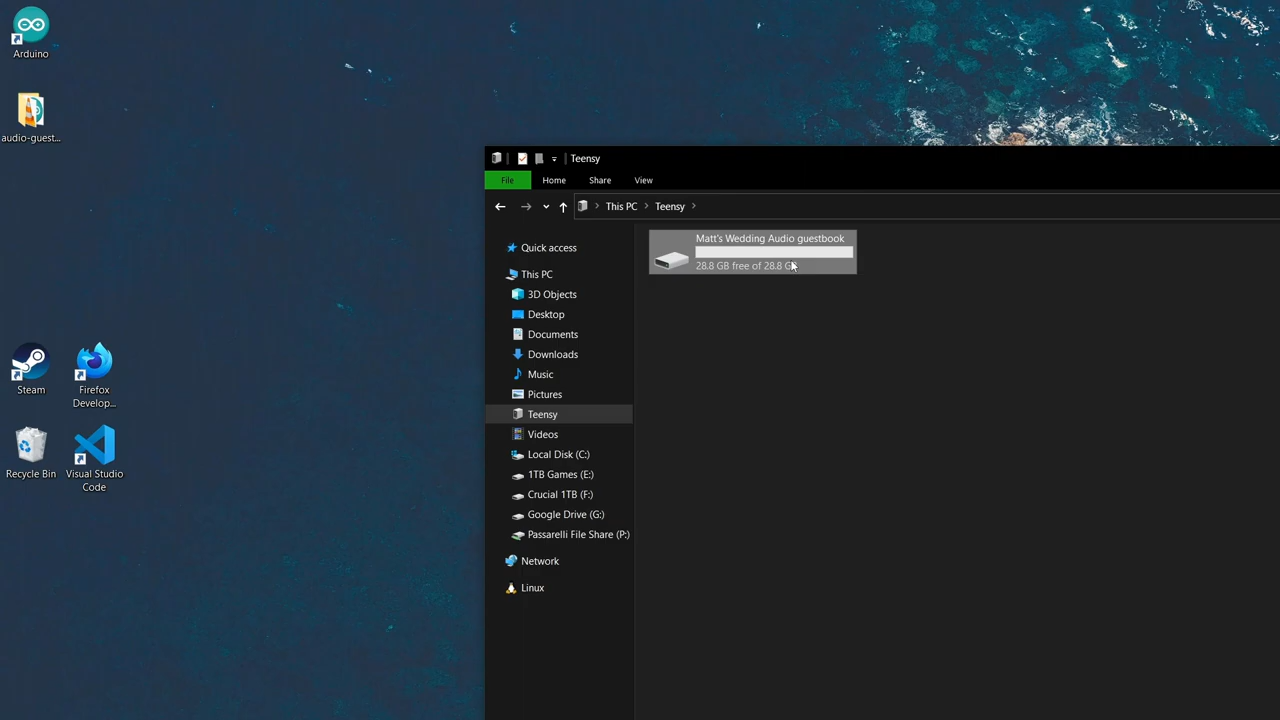 Arduino
audio-guest...
Steam
Firefox
Develop...
Recycle Bin
Visual Studio
Code
Teensy
File
Home
Share
View
This PC
Teensy
Quick access
This PC
3D Objects
Desktop
Documents
Downloads
Music
Pictures
Teensy
Videos
Local Disk (C:)
1TB Games (E:)
Crucial 1TB (F:)
Google Drive (G:)
Passarelli File Share (P:)
Network
Linux
Matt's Wedding Audio guestbook
28.8 GB free of 28.8 GB